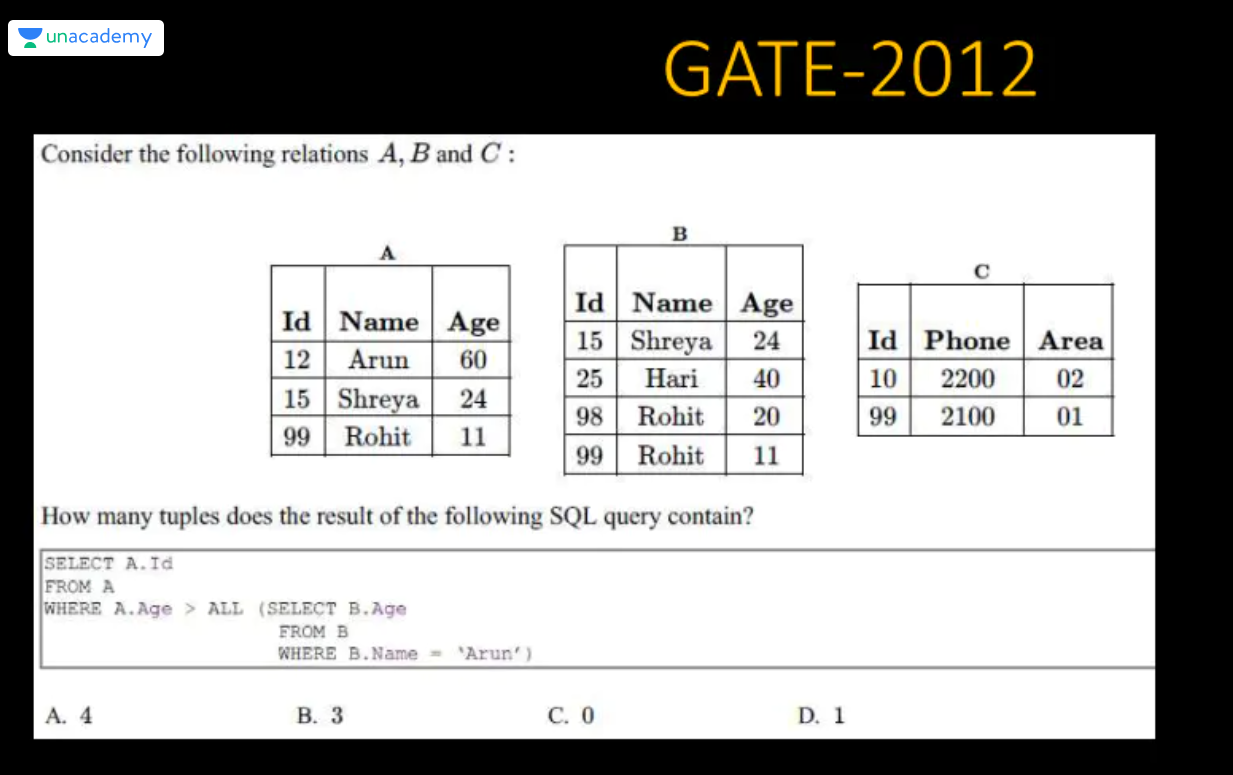 unacademy
GATE-2012
Consider the following relations A, B and C :
A
Id Name Age
12 Arun 60
15 Shreya 24
99 Rohit 11
B
Id Name Age
15 Shreya 24
25 Hari 40
98 Rohit 20
99 Rohit 11
C
Id Phone Area
10 2200 02
99 2100 01
How many tuples does the result of the following SQL query contain?
SELECT A.Id
FROM A
WHERE A.Age > ALL (SELECT B.Age
FROM B
WHERE B.Name = ‘Arun’)
A. 4 B. 3 C. 0 D. 1